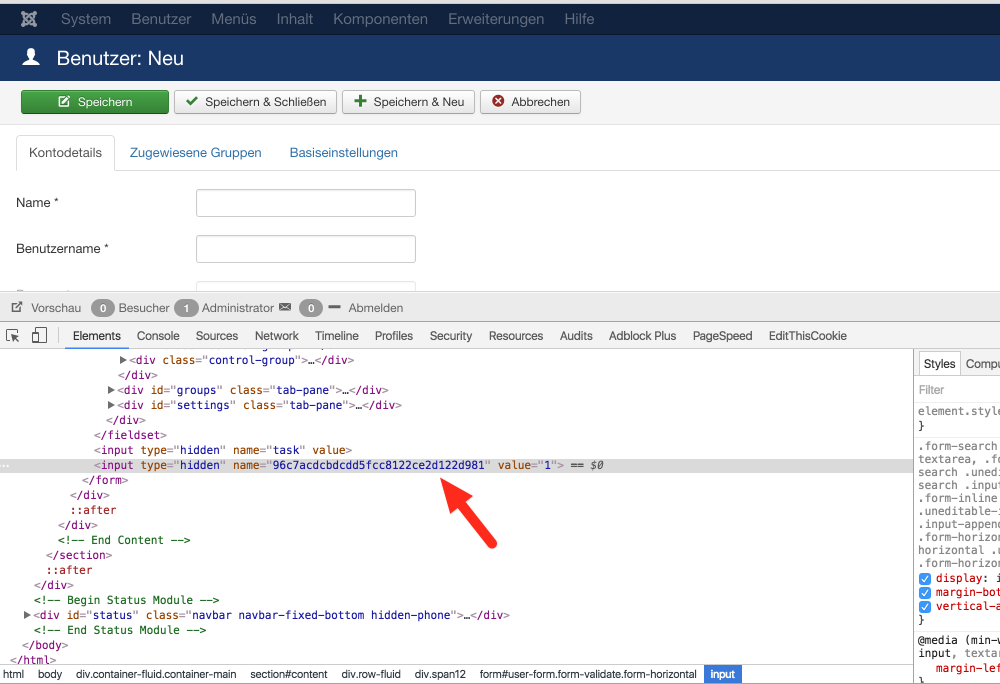 System Benutzer Menüs Inhalt Komponenten Erweiterungen Hilfe
Benutzer: Neu
Speichern Speichern & Schließen Speichern & Neu Abbrechen
Kontodetails Zugewiesene Gruppen Basiseinstellungen
Name *
Benutzername *
Vorschau 0 Besucher 1 Administrator 0 Abmelden
Elements Console Sources Network Timeline Profiles Security Resources Audits Adblock Plus PageSpeed EditThisCookie
<div class="control-group">…</div>
</div>
<div id="groups" class="tab-pane">…</div>
<div id="settings" class="tab-pane">…</div>
</div>
</fieldset>
<input type="hidden" name="task" value>
<input type="hidden" name="96c7acdcbdcdd5fcc8122ce2d122d981" value="1"> == $0
</form>
</div>
::after
</div>
<!-- End Content -->
</section>
::after
</div>
<!-- Begin Status Module -->
<div id="status" class="navbar navbar-fixed-bottom hidden-phone">…</div>
<!-- End Status Module -->
</body>
</html>
html body div.container-fluid.container-main section#content div.row-fluid div.span12 form#user-form.form-validate.form-horizontal input
Styles Compu
Filter
element.style
}
.form-search
textarea, .fo
search .uned
search .input
.form-inline
.uneditable-i
.input-appen
.form-horizon
horizontal .u
.form-horizon
display: i
margin-bot
vertical-a
}
@media (min-w
input, textar
margin-lef
}